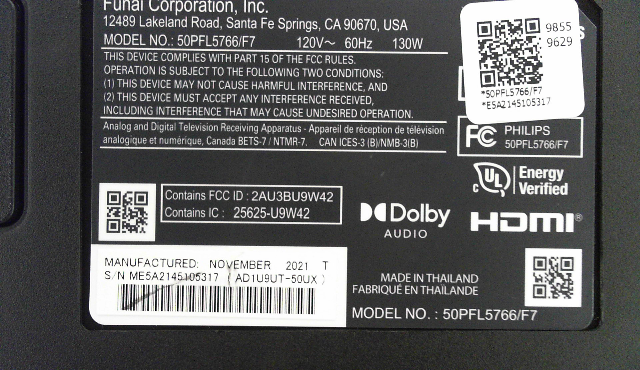 Funai Corporation, Inc.
12489 Lakeland Road, Santa Fe Springs, CA 90670, USA
MODEL NO.: 50PFL5766/F7 120V~ 60Hz 130W
THIS DEVICE COMPLIES WITH PART 15 OF THE FCC RULES.
OPERATION IS SUBJECT TO THE FOLLOWING TWO CONDITIONS:
(1) THIS DEVICE MAY NOT CAUSE HARMFUL INTERFERENCE, AND
(2) THIS DEVICE MUST ACCEPT ANY INTERFERENCE RECEIVED,
INCLUDING INTERFERENCE THAT MAY CAUSE UNDESIRED OPERATION.
Analog and Digital Television Receiving Apparatus - Appareil de réception de télévision
analogique et numérique, Canada BETS-7 / NTMR-7. CAN ICES-3 (B)/NMB-3(B)
9855
9629
*50PFL5766/F7
*E5A2145105317
FC PHILIPS
50PFL5766/F7
c UL Energy
Verified
Contains FCC ID : 2AU3BU9W42
Contains IC : 25625-U9W42
Dolby
AUDIO
HDMI®
MANUFACTURED: NOVEMBER 2021 T
S/N ME5A2145105317 ( AD1U9UT-50UX )
MADE IN THAILAND
FABRIQUÉ EN THAILANDE
MODEL NO. : 50PFL5766/F7